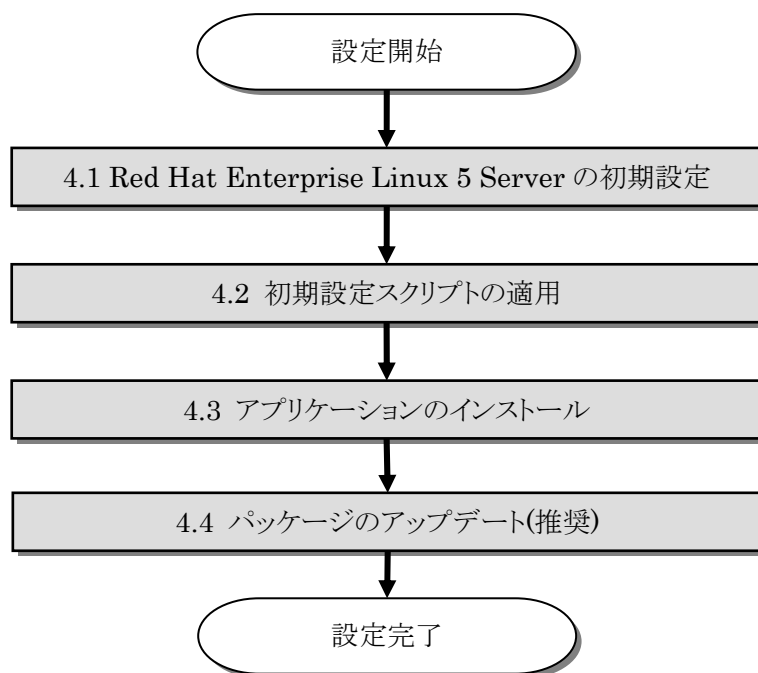 設定開始
4.1 Red Hat Enterprise Linux 5 Server の初期設定
4.2 初期設定スクリプトの適用
4.3 アプリケーションのインストール
4.4 パッケージのアップデート(推奨)
設定完了